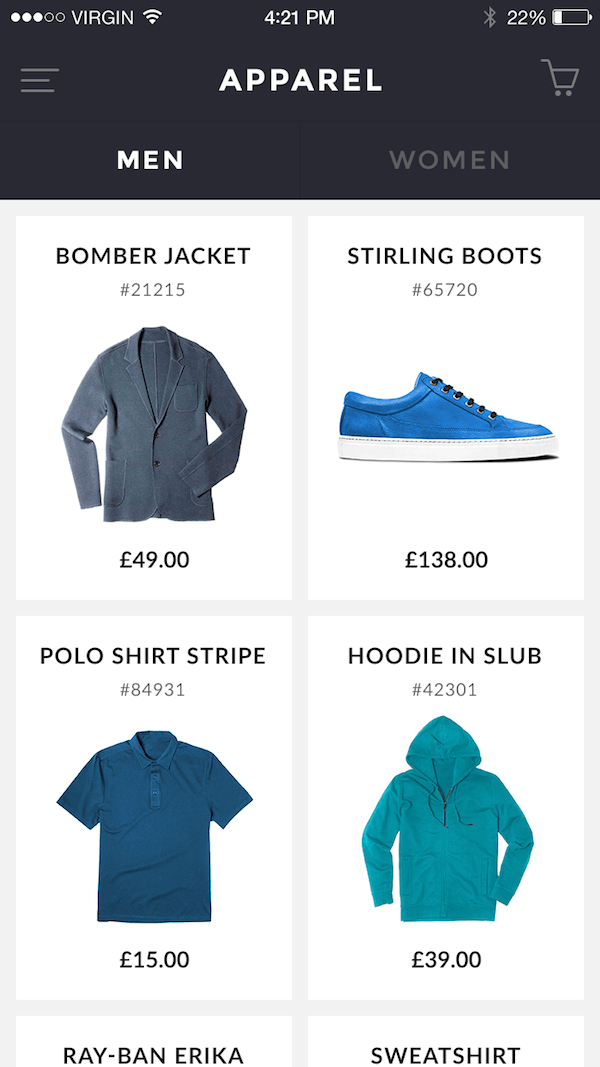 VIRGIN 4:21 PM 22%
APPAREL
MEN WOMEN
BOMBER JACKET
#21215
£49.00
STIRLING BOOTS
#65720
£138.00
POLO SHIRT STRIPE
#84931
£15.00
HOODIE IN SLUB
#42301
£39.00
RAY-BAN ERIKA
SWEATSHIRT